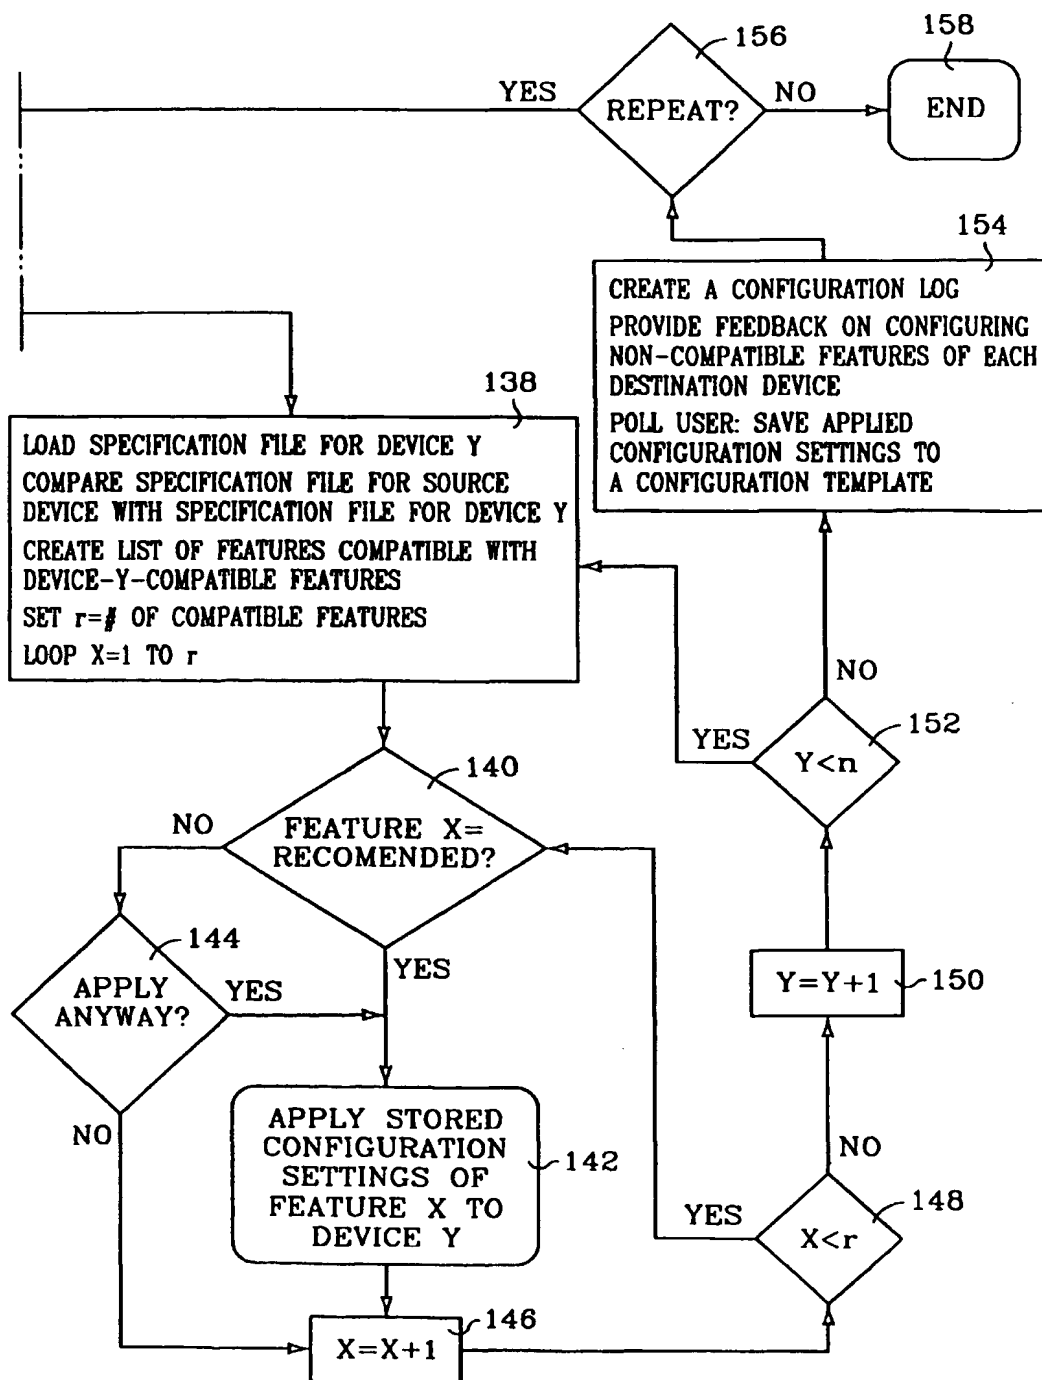 156
158
YES
REPEAT?
NO
END
154
CREATE A CONFIGURATION LOG
PROVIDE FEEDBACK ON CONFIGURING
NON-COMPATIBLE FEATURES OF EACH
DESTINATION DEVICE
POLL USER: SAVE APPLIED
CONFIGURATION SETTINGS TO
A CONFIGURATION TEMPLATE
138
LOAD SPECIFICATION FILE FOR DEVICE Y
COMPARE SPECIFICATION FILE FOR SOURCE
DEVICE WITH SPECIFICATION FILE FOR DEVICE Y
CREATE LIST OF FEATURES COMPATIBLE WITH
DEVICE-Y-COMPATIBLE FEATURES
SET r=# OF COMPATIBLE FEATURES
LOOP X=1 TO r
NO
152
YES
Y<n
140
NO
FEATURE X=
RECOMENDED?
YES
144
APPLY
ANYWAY?
YES
NO
Y=Y+1
150
APPLY STORED
CONFIGURATION
SETTINGS OF
FEATURE X TO
DEVICE Y
142
NO
148
YES
X<r
146
X=X+1